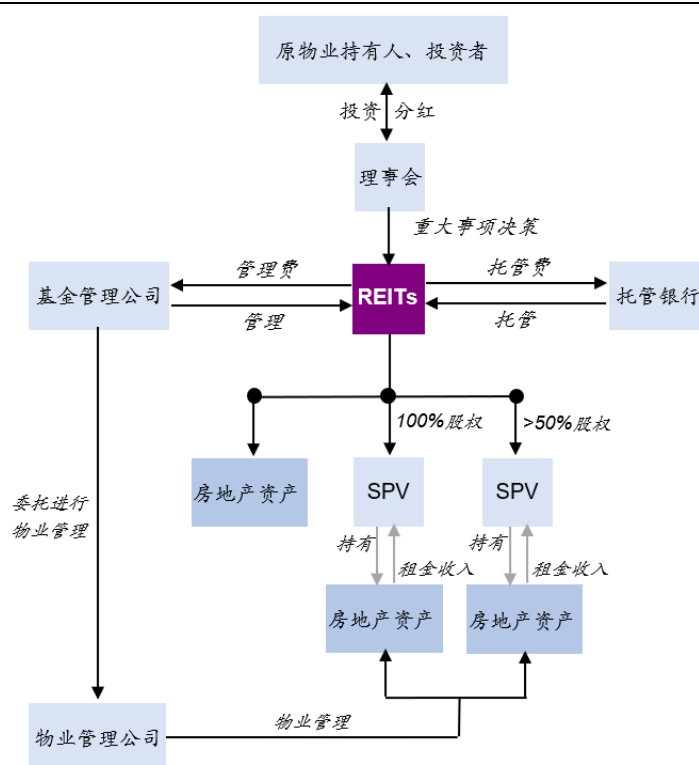 原物业持有人、投资者
投资 分红
理事会
重大事项决策
管理费
托管费
基金管理公司
REITs
托管银行
管理
托管
100%股权
>50%股权
房地产资产
SPV
SPV
委托进行
物业管理
持有
持有
租金收入
租金收入
房地产资产
房地产资产
物业管理公司
物业管理